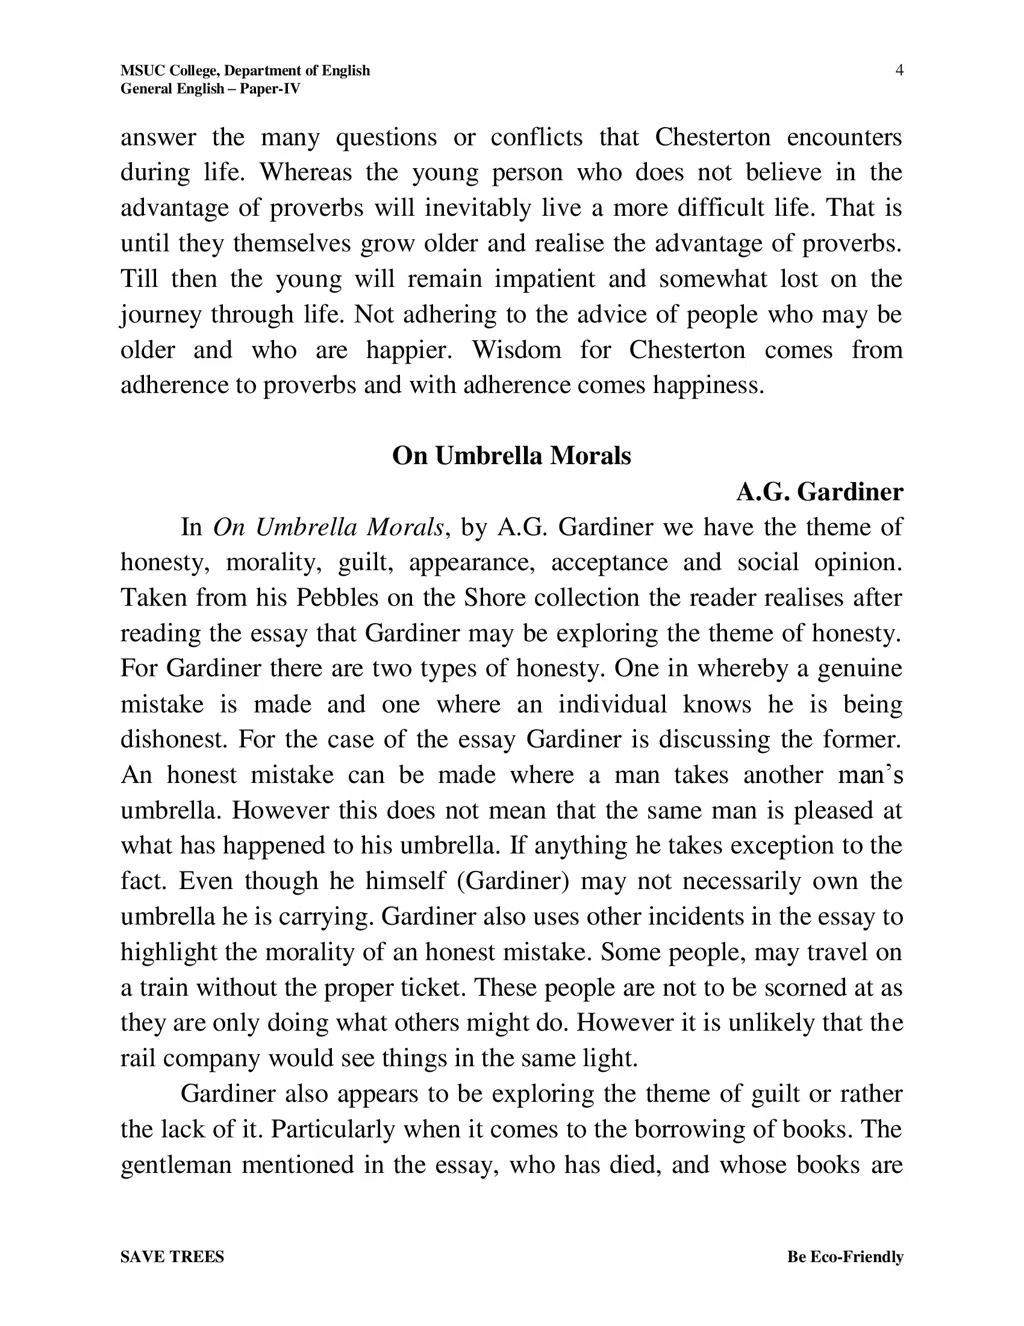 MSUC College, Department of English 4
General English – Paper-IV
answer the many questions or conflicts that Chesterton encounters
during life. Whereas the young person who does not believe in the
advantage of proverbs will inevitably live a more difficult life. That is
until they themselves grow older and realise the advantage of proverbs.
Till then the young will remain impatient and somewhat lost on the
journey through life. Not adhering to the advice of people who may be
older and who are happier. Wisdom for Chesterton comes from
adherence to proverbs and with adherence comes happiness.
On Umbrella Morals
A.G. Gardiner
In On Umbrella Morals, by A.G. Gardiner we have the theme of
honesty, morality, guilt, appearance, acceptance and social opinion.
Taken from his Pebbles on the Shore collection the reader realises after
reading the essay that Gardiner may be exploring the theme of honesty.
For Gardiner there are two types of honesty. One in whereby a genuine
mistake is made and one where an individual knows he is being
dishonest. For the case of the essay Gardiner is discussing the former.
An honest mistake can be made where a man takes another man’s
umbrella. However this does not mean that the same man is pleased at
what has happened to his umbrella. If anything he takes exception to the
fact. Even though he himself (Gardiner) may not necessarily own the
umbrella he is carrying. Gardiner also uses other incidents in the essay to
highlight the morality of an honest mistake. Some people, may travel on
a train without the proper ticket. These people are not to be scorned at as
they are only doing what others might do. However it is unlikely that the
rail company would see things in the same light.
Gardiner also appears to be exploring the theme of guilt or rather
the lack of it. Particularly when it comes to the borrowing of books. The
gentleman mentioned in the essay, who has died, and whose books are
SAVE TREES Be Eco-Friendly